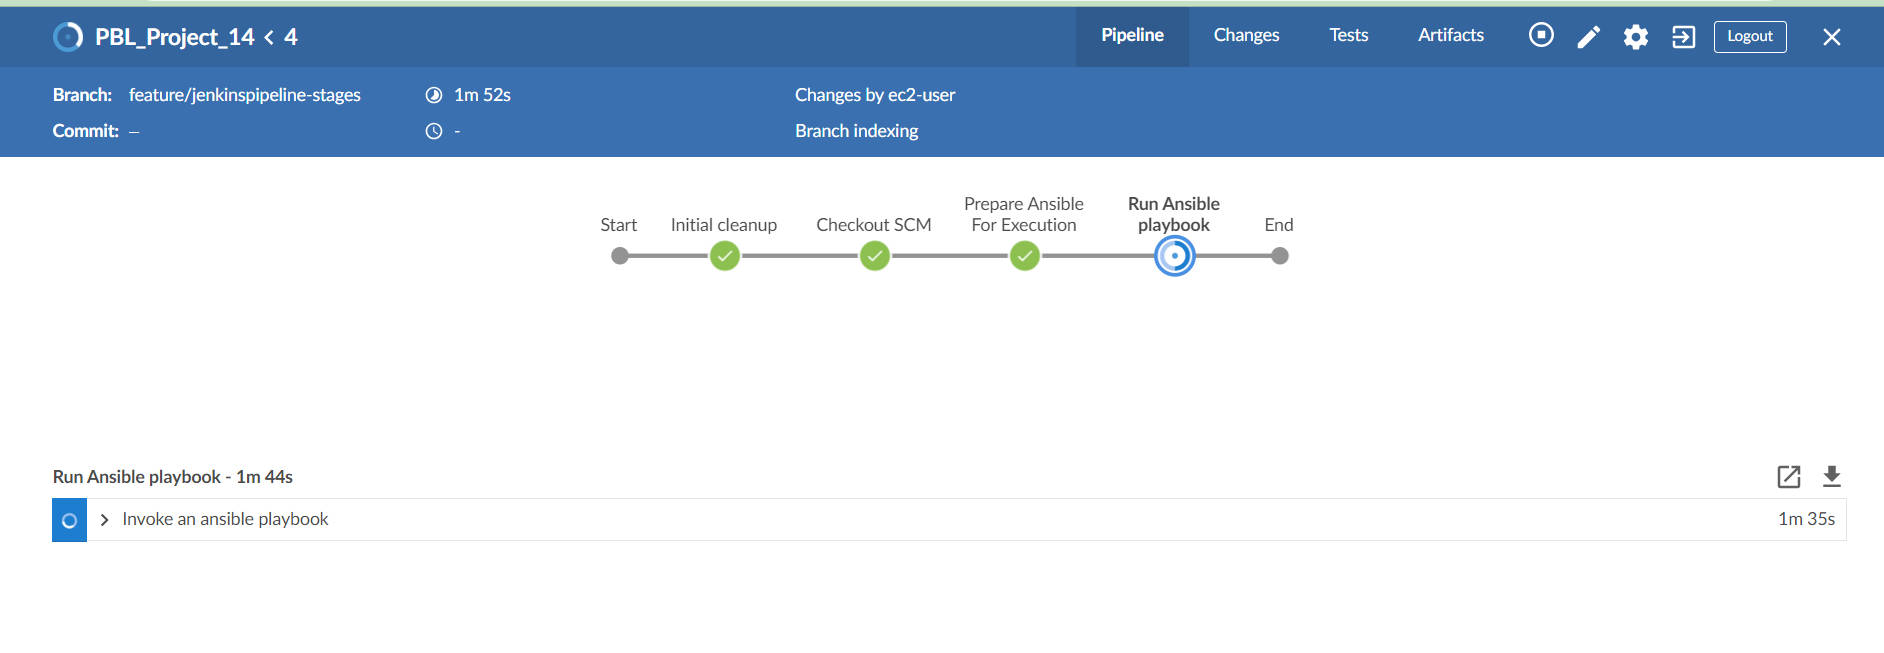 PBL_Project_14 < 4
Pipeline Changes Tests Artifacts Logout
Branch: feature/jenkinspipeline-stages 1m 52s Changes by ec2-user
Commit: – - Branch indexing
Start
Initial cleanup
Checkout SCM
Prepare Ansible
For Execution
Run Ansible
playbook
End
Run Ansible playbook - 1m 44s
Invoke an ansible playbook 1m 35s